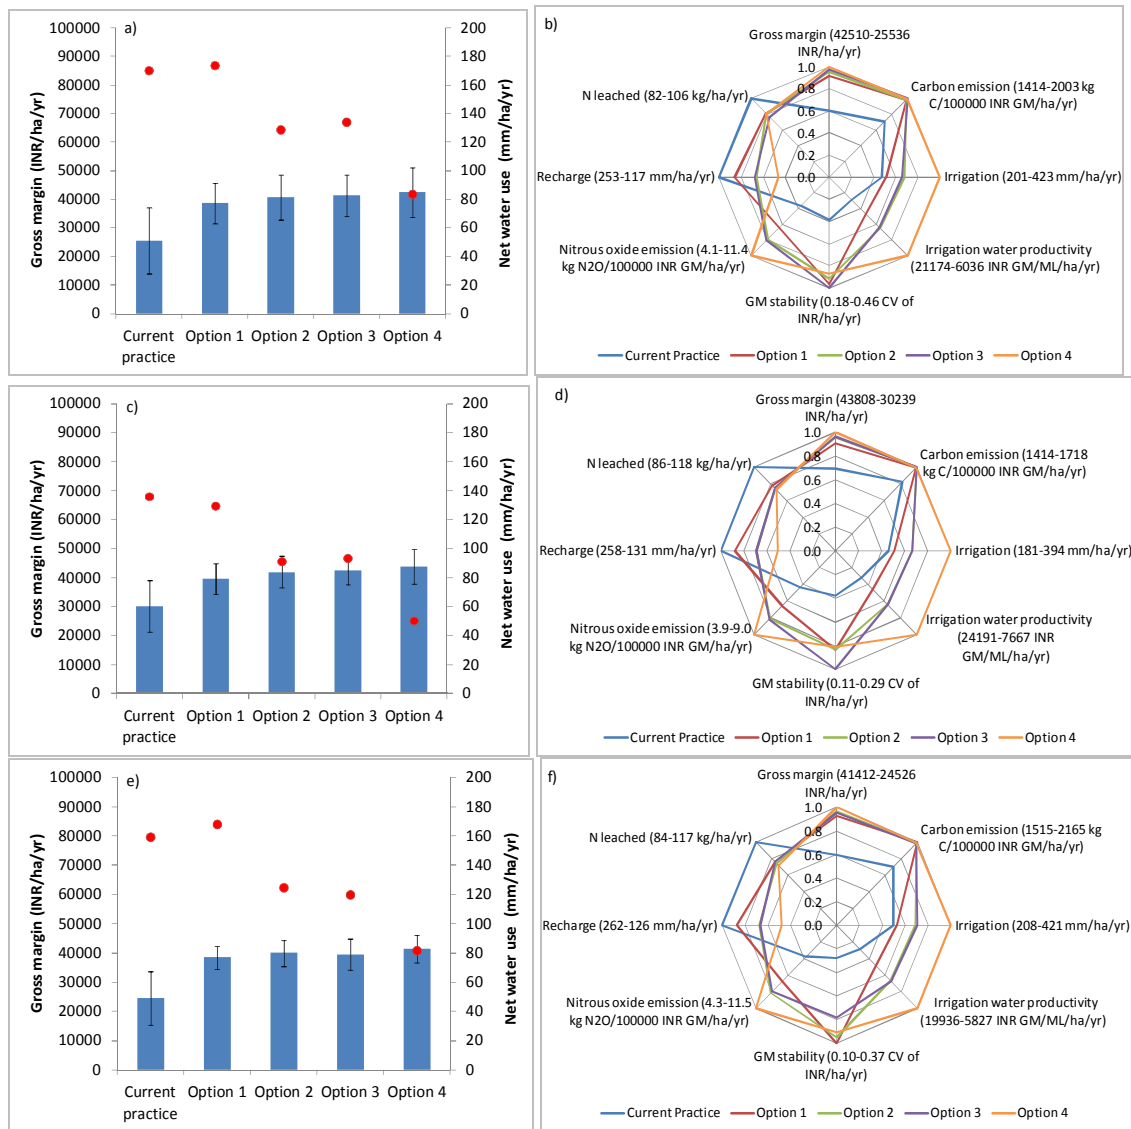 a)
Gross margin (INR/ha/yr)
100000
90000
80000
70000
60000
50000
40000
30000
20000
10000
0
200
180
160
140
120
100
80
60
40
20
0
Net water use (mm/ha/yr)
Current practice
Option 1
Option 2
Option 3
Option 4
b)
Gross margin (42510-25536
INR/ha/yr)
Carbon emission (1414-2003 kg
C/100000 INR GM/ha/yr)
Irrigation (201-423 mm/ha/yr)
Irrigation water productivity
(21174-6036 INR GM/ML/ha/yr)
GM stability (0.18-0.46 CV of
INR/ha/yr)
Nitrous oxide emission (4.1-11.4
kg N2O/100000 INR GM/ha/yr)
Recharge (253-117 mm/ha/yr)
N leached (82-106 kg/ha/yr)
1.0
0.8
0.6
0.4
0.2
0.0
Current Practice
Option 1
Option 2
Option 3
Option 4
c)
Gross margin (INR/ha/yr)
100000
90000
80000
70000
60000
50000
40000
30000
20000
10000
0
200
180
160
140
120
100
80
60
40
20
0
Net water use (mm/ha/yr)
Current
practice
Option 1
Option 2
Option 3
Option 4
d)
Gross margin (43808-30239
INR/ha/yr)
Carbon emission (1414-1718
kg C/100000 INR GM/ha/yr)
Irrigation (181-394 mm/ha/yr)
Irrigation water productivity
(24191-7667 INR
GM/ML/ha/yr)
GM stability (0.11-0.29 CV of
INR/ha/yr)
Nitrous oxide emission (3.9-9.0
kg N2O/100000 INR GM/ha/yr)
Recharge (258-131 mm/ha/yr)
N leached (86-118 kg/ha/yr)
1.0
0.8
0.6
0.4
0.2
0.0
Current Practice
Option 1
Option 2
Option 3
Option 4
e)
Gross margin (INR/ha/yr)
100000
90000
80000
70000
60000
50000
40000
30000
20000
10000
0
200
180
160
140
120
100
80
60
40
20
0
Net water use (mm/ha/yr)
Current
practice
Option 1
Option 2
Option 3
Option 4
f)
Gross margin (41412-24526
INR/ha/yr)
Carbon emission (1515-2165 kg
C/100000 INR GM/ha/yr)
Irrigation (208-421 mm/ha/yr)
Irrigation water productivity
(19936-5827 INR GM/ML/ha/yr)
GM stability (0.10-0.37 CV of
INR/ha/yr)
Nitrous oxide emission (4.3-11.5
kg N2O/100000 INR GM/ha/yr)
Recharge (262-126 mm/ha/yr)
N leached (84-117 kg/ha/yr)
1.0
0.8
0.6
0.4
0.2
0.0
Current Practice
Option 1
Option 2
Option 3
Option 4